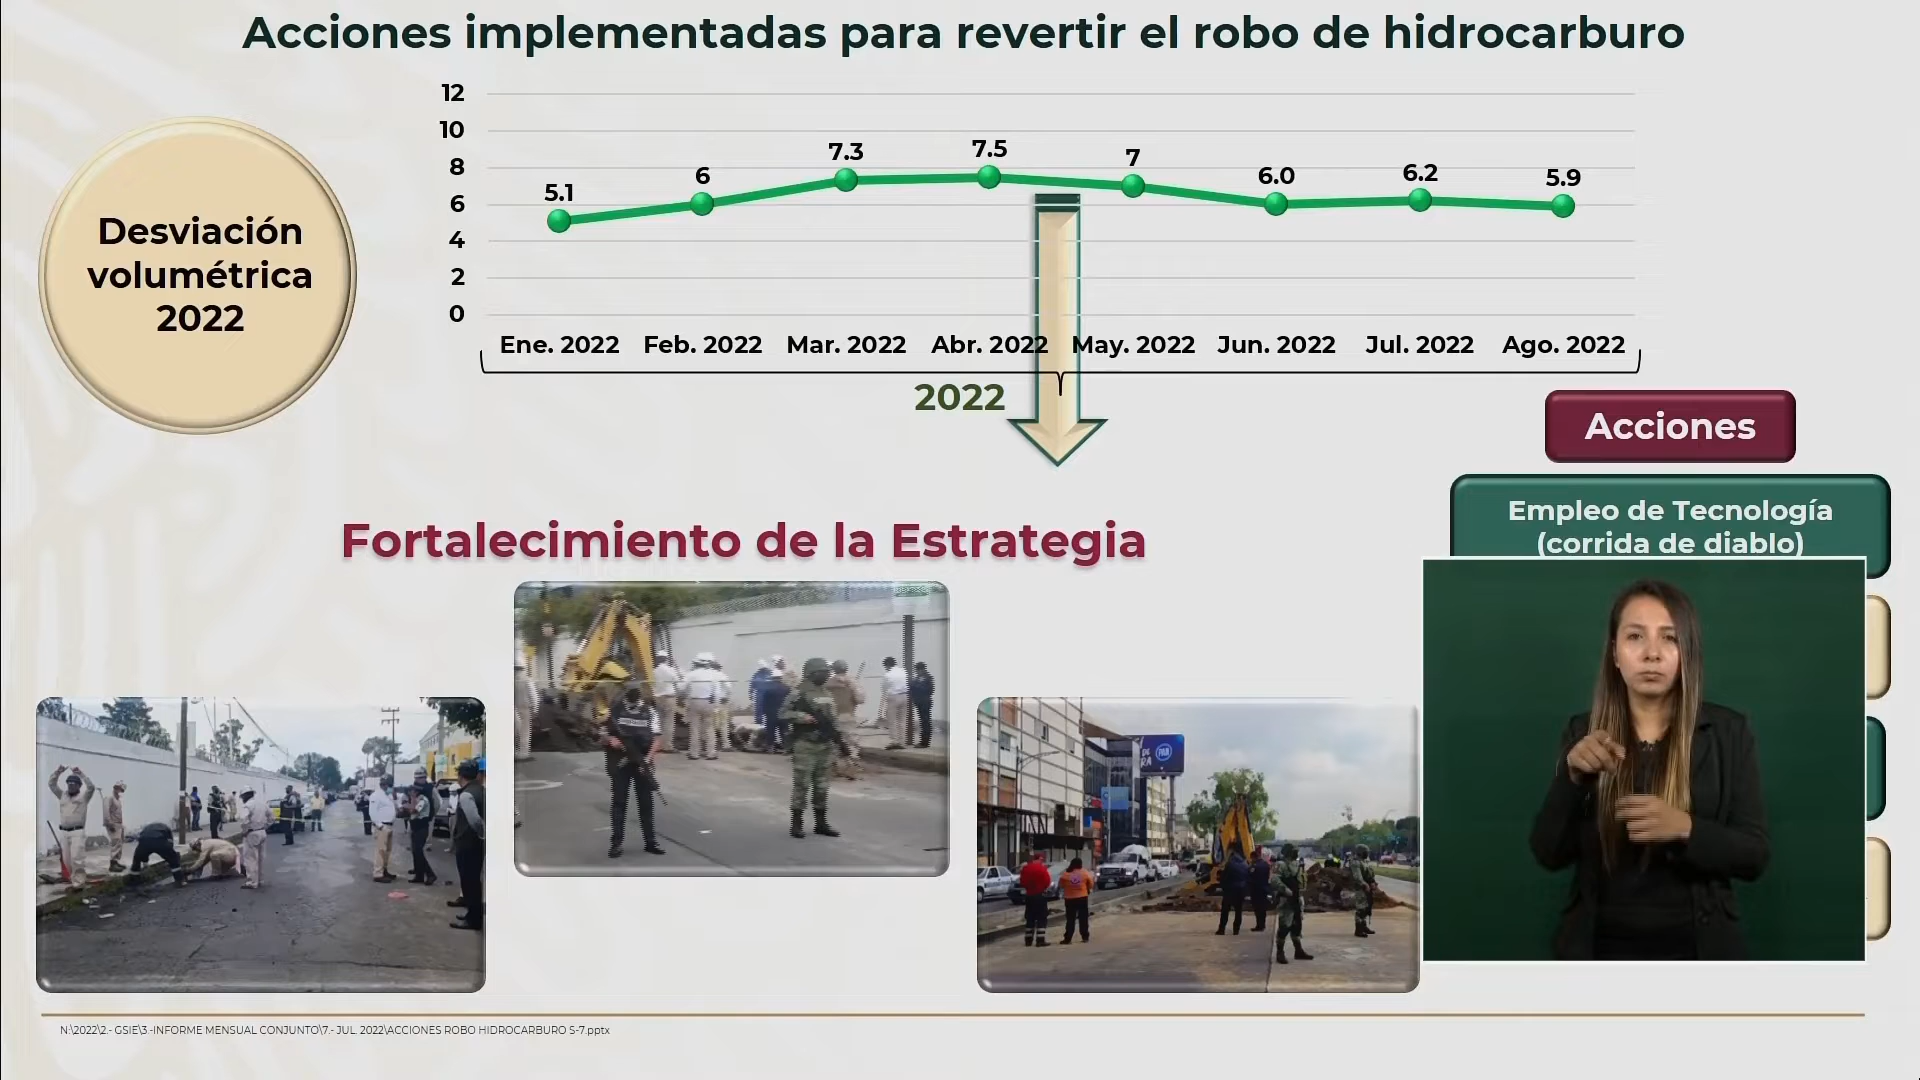 Acciones implementadas para revertir el robo de hidrocarburo
Desviación
volumétrica
2022
12
10
8
6
4
2
0
5.1
6
7.3
7.5
7
6.0
6.2
5.9
Ene. 2022
Feb. 2022
Mar. 2022
Abr. 2022
May. 2022
Jun. 2022
Jul. 2022
Ago. 2022
2022
Acciones
Empleo de Tecnología
(corrida de diablo)
Fortalecimiento de la Estrategia
PAN
N:\2022\2.- GSIE\3.-INFORME MENSUAL CONJUNTO\7.- JUL. 2022\ACCIONES ROBO HIDROCARBURO S-7.pptx